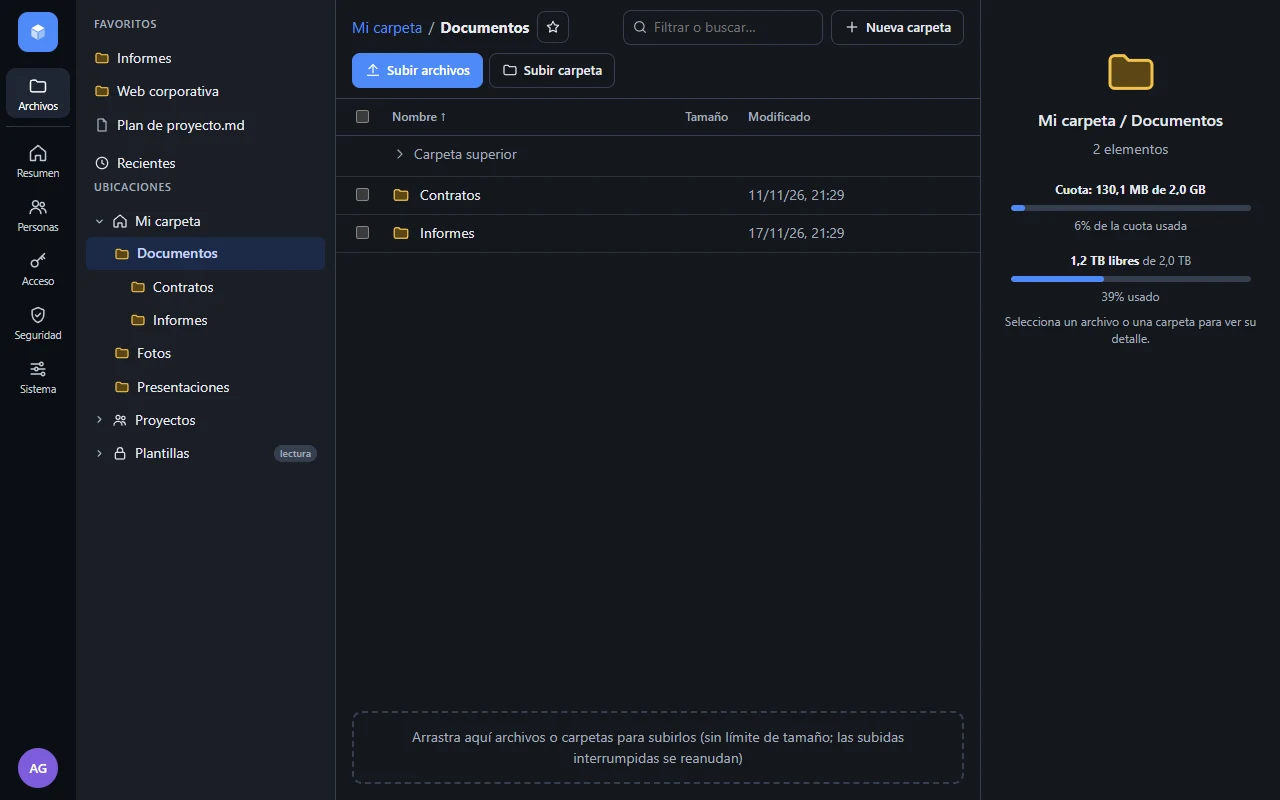 Archivos
Resumen
Personas
Acceso
Seguridad
Sistema
AG
FAVORITOS
Informes
Web corporativa
Plan de proyecto.md
Recientes
UBICACIONES
Mi carpeta
Documentos
Contratos
Informes
Fotos
Presentaciones
Proyectos
Plantillas lectura
Mi carpeta / Documentos
Filtrar o buscar...
Nueva carpeta
Subir archivos
Subir carpeta
Nombre ↑ Tamaño Modificado
Carpeta superior
Contratos 11/11/26, 21:29
Informes 17/11/26, 21:29
Arrastra aquí archivos o carpetas para subirlos (sin límite de tamaño; las subidas
interrumpidas se reanudan)
Mi carpeta / Documentos
2 elementos
Cuota: 130,1 MB de 2,0 GB
6% de la cuota usada
1,2 TB libres de 2,0 TB
39% usado
Selecciona un archivo o una carpeta para ver su
detalle.